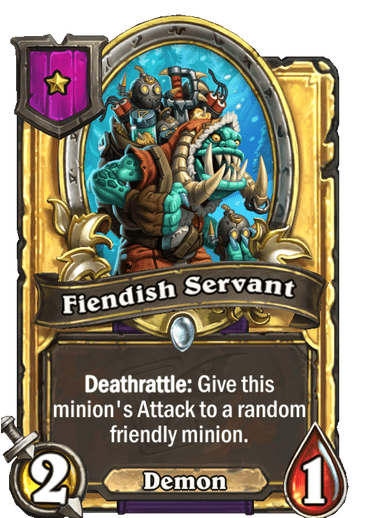 Fiendish Servant
Deathrattle: Give this
minion's Attack to a random
friendly minion.
2
Demon
1